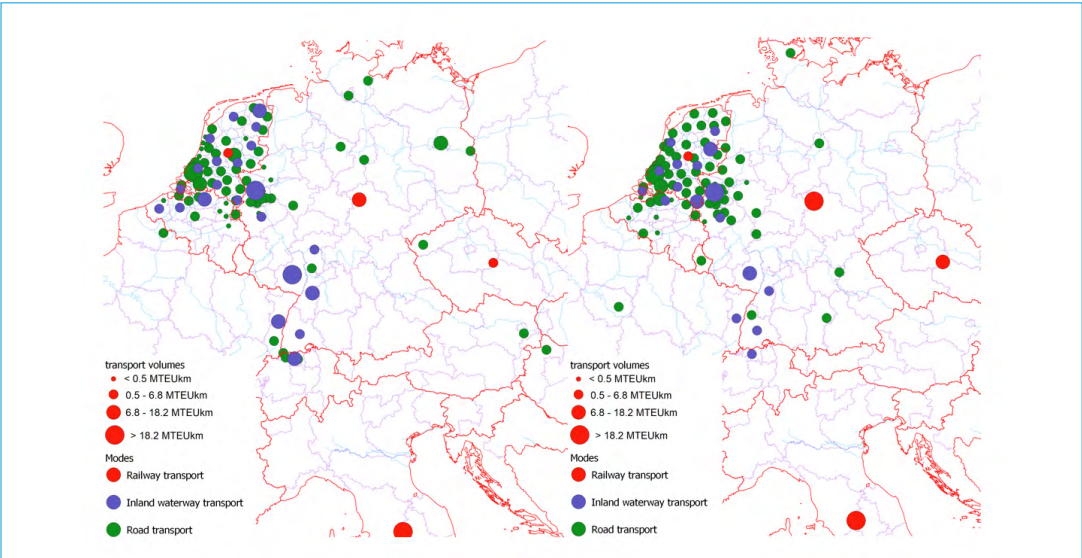 transport volumes
< 0.5 MTEUkm
0.5 - 6.8 MTEUkm
6.8 - 18.2 MTEUkm
> 18.2 MTEUkm
Modes
Railway transport
Inland waterway transport
Road transport
transport volumes
< 0.5 MTEUkm
0.5 - 6.8 MTEUkm
6.8 - 18.2 MTEUkm
> 18.2 MTEUkm
Modes
Railway transport
Inland waterway transport
Road transport